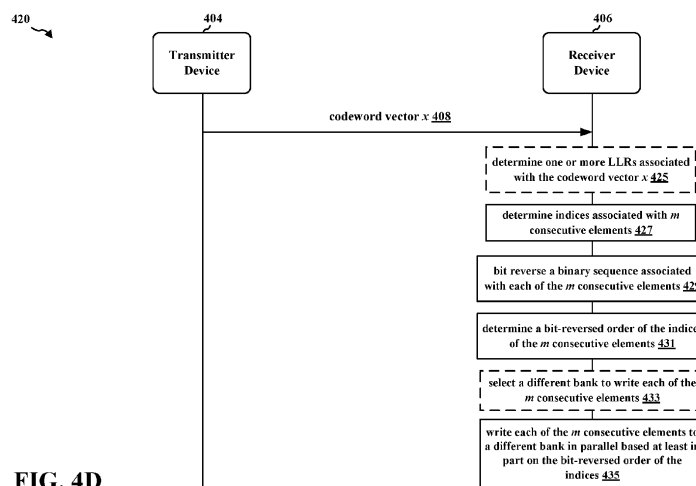 420
404
406
Transmitter
Device
Receiver
Device
codeword vector x 408
determine one or more LLRs associated
with the codeword vector x 425
determine indices associated with m
consecutive elements 427
bit reverse a binary sequence associated
with each of the m consecutive elements 429
determine a bit-reversed order of the indice
of the m consecutive elements 431
select a different bank to write each of the
m consecutive elements 433
write each of the m consecutive elements to
a different bank in parallel based at least in
part on the bit-reversed order of the
indices 435
FIG. 4D